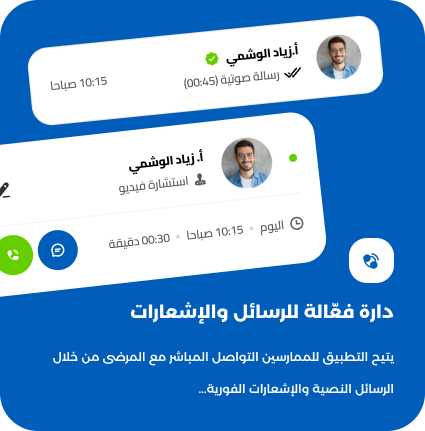 أ.زياد الوشمي
رسالة صوتية (00:45)
10:15 صباحا
أ. زياد الوشمي
استشارة فيديو
اليوم 10:15 صباحا 00:30 دقيقة
دارة فعّالة للرسائل والإشعارات
يتيح التطبيق للممارسين التواصل المباشر مع المرضى من خلال
الرسائل النصية والإشعارات الفورية...